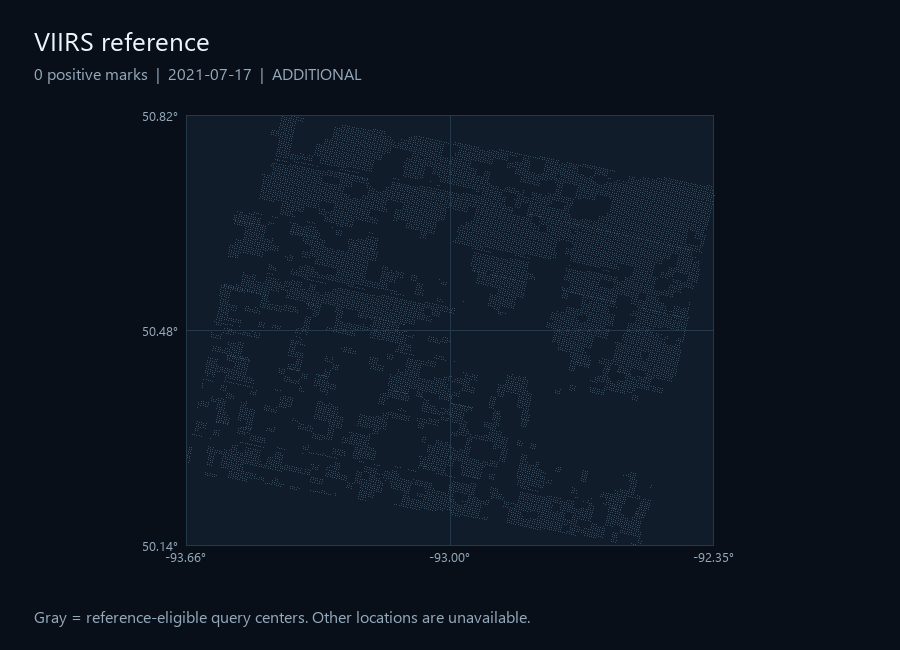 VIIRS reference
0 positive marks | 2021-07-17 | ADDITIONAL
50.82°
50.48°
50.14°
-93.66°
-93.00°
-92.35°
Gray = reference-eligible query centers. Other locations are unavailable.